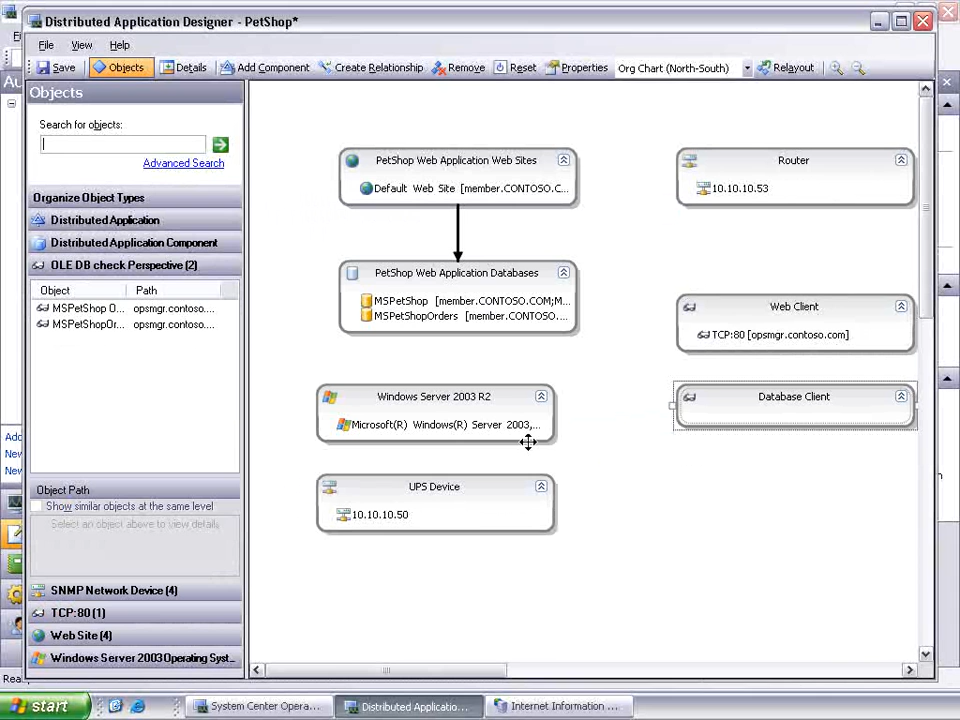 Distributed Application Designer - PetShop*
File View Help
Save Objects Details Add Component Create Relationship Remove Reset Properties Org Chart (North-South) Relayout
Au
Objects
Search for objects:
Advanced Search
Organize Object Types
Distributed Application
Distributed Application Component
OLE DB check Perspective (2)
Object Path
MSPetShop O... opsmgr.contoso....
MSPetShopOr... opsmgr.contoso....
Object Path
Show similar objects at the same level
Select an object above to view details
SNMP Network Device (4)
TCP:80 (1)
Web Site (4)
Windows Server 2003 Operating Syst...
PetShop Web Application Web Sites
Default Web Site [member.CONTOSO.C...
PetShop Web Application Databases
MSPetShop [member.CONTOSO.COM;M...
MSPetShopOrders [member.CONTOSO....
Windows Server 2003 R2
Microsoft(R) Windows(R) Server 2003,...
UPS Device
10.10.10.50
Router
10.10.10.53
Web Client
TCP:80 [opsmgr.contoso.com]
Database Client
Add
New
New
Rea
start System Center Opera... Distributed Applicatio... Internet Information ...